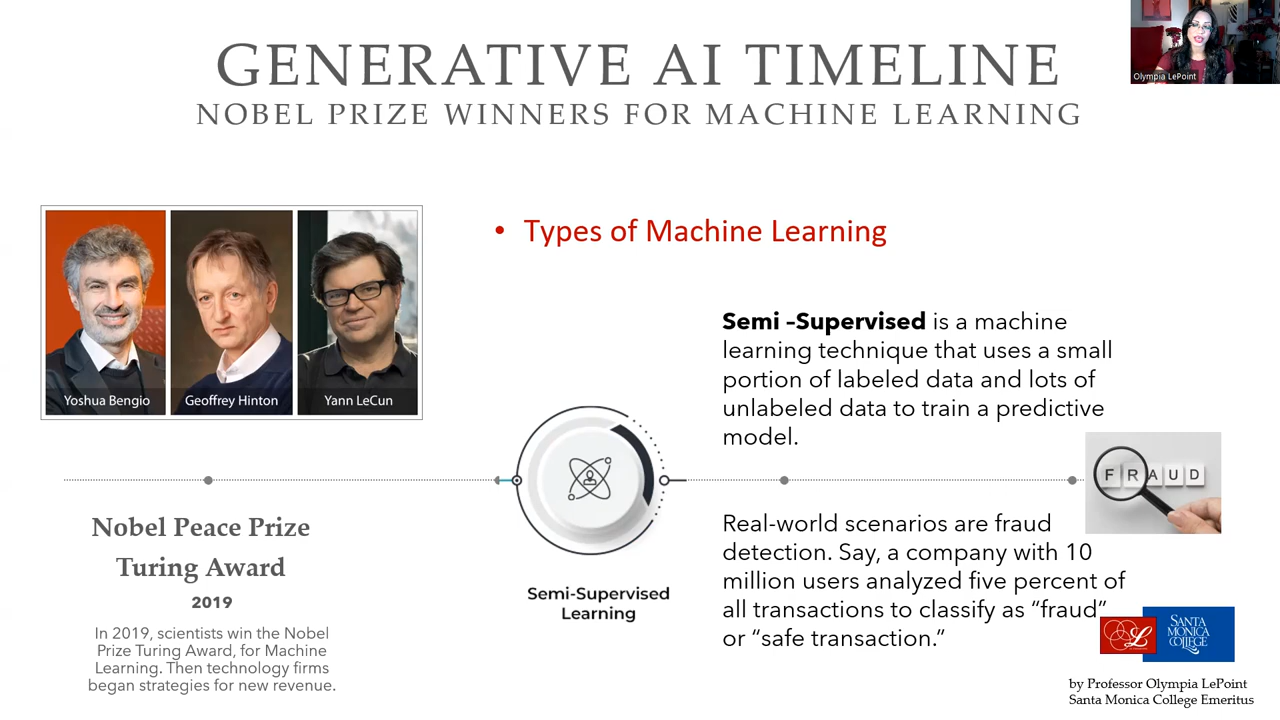 GENERATIVE AI TIMELINE
NOBEL PRIZE WINNERS FOR MACHINE LEARNING
Olympia LePoint
Yoshua Bengio
Geoffrey Hinton
Yann LeCun
• Types of Machine Learning
Semi –Supervised is a machine
learning technique that uses a small
portion of labeled data and lots of
unlabeled data to train a predictive
model.
FRAUD
Nobel Peace Prize
Turing Award
2019
In 2019, scientists win the Nobel
Prize Turing Award, for Machine
Learning. Then technology firms
began strategies for new revenue.
Semi-Supervised
Learning
Real-world scenarios are fraud
detection. Say, a company with 10
million users analyzed five percent of
all transactions to classify as “fraud”
or “safe transaction.”
SANTA
MONICA
COLLEGE
by Professor Olympia LePoint
Santa Monica College Emeritus